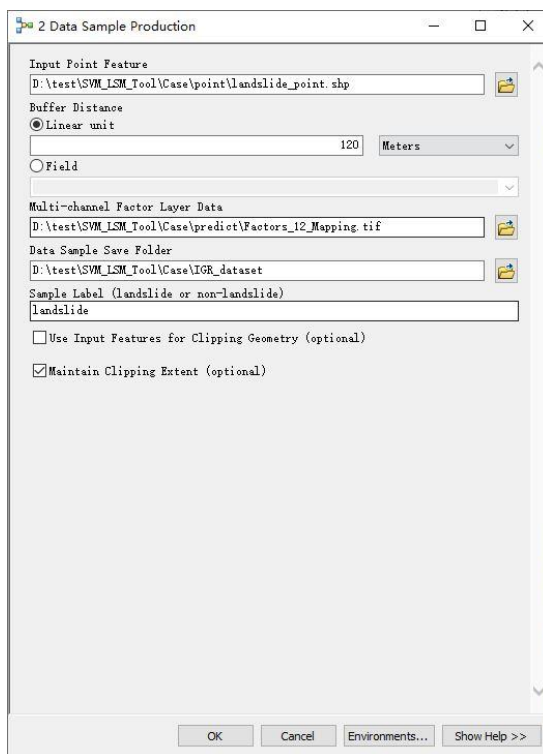 2 Data Sample Production
Input Point Feature
D:\test\SVM_LSM_Tool\Case\point\landslide_point.shp
Buffer Distance
Linear unit
120 Meters
Field
Multi-channel Factor Layer Data
D:\test\SVM_LSM_Tool\Case\predict\Factors_12_Mapping.tif
Data Sample Save Folder
D:\test\SVM_LSM_Tool\Case\IGR_dataset
Sample Label (landslide or non-landslide)
landslide
Use Input Features for Clipping Geometry (optional)
Maintain Clipping Extent (optional)
OK Cancel Environments... Show Help >>